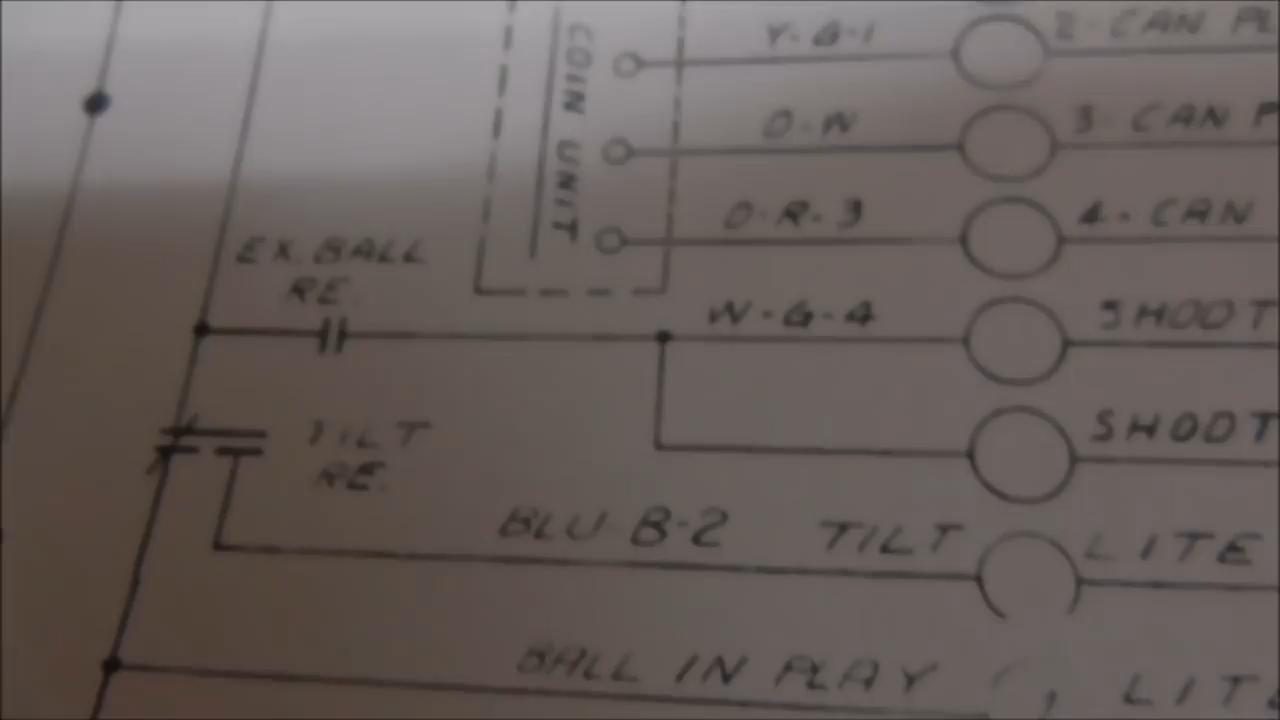 COIN UNIT
Y-G-1
2-CAN PL
O-W
3-CAN P
O-R-3
4-CAN
EX. BALL
RE.
W-G-4
SHOOT
TILT
RE.
SHOOT
BLU-B-2 TILT LITE
BALL IN PLAY LITE